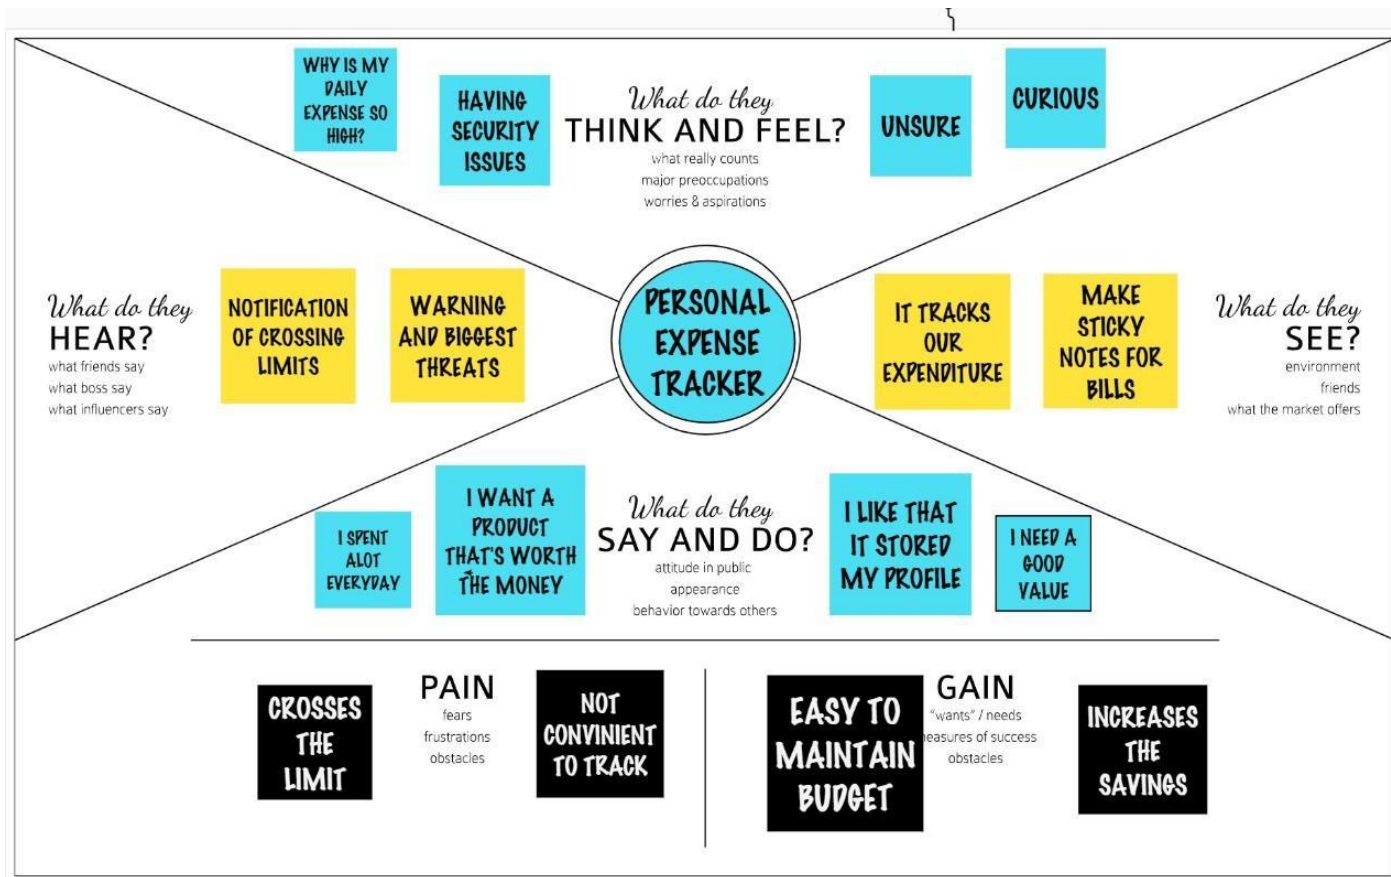 WHY IS MY
DAILY
EXPENSE SO
HIGH?
HAVING
SECURITY
ISSUES
What do they
THINK AND FEEL?
what really counts
major preoccupations
worries & aspirations
UNSURE
CURIOUS
What do they
HEAR?
what friends say
what boss say
what influencers say
NOTIFICATION
OF CROSSING
LIMITS
WARNING
AND BIGGEST
THREATS
PERSONAL
EXPENSE
TRACKER
IT TRACKS
OUR
EXPENDITURE
MAKE
STICKY
NOTES FOR
BILLS
What do they
SEE?
environment
friends
what the market offers
I SPENT
ALOT
EVERYDAY
I WANT A
PRODUCT
THAT'S WORTH
THE MONEY
What do they
SAY AND DO?
attitude in public
appearance
behavior towards others
I LIKE THAT
IT STORED
MY PROFILE
I NEED A
GOOD
VALUE
CROSSES
THE
LIMIT
PAIN
fears
frustrations
obstacles
NOT
CONVINIENT
TO TRACK
EASY TO
MAINTAIN
BUDGET
GAIN
"wants" / needs
easures of success
obstacles
INCREASES
THE
SAVINGS